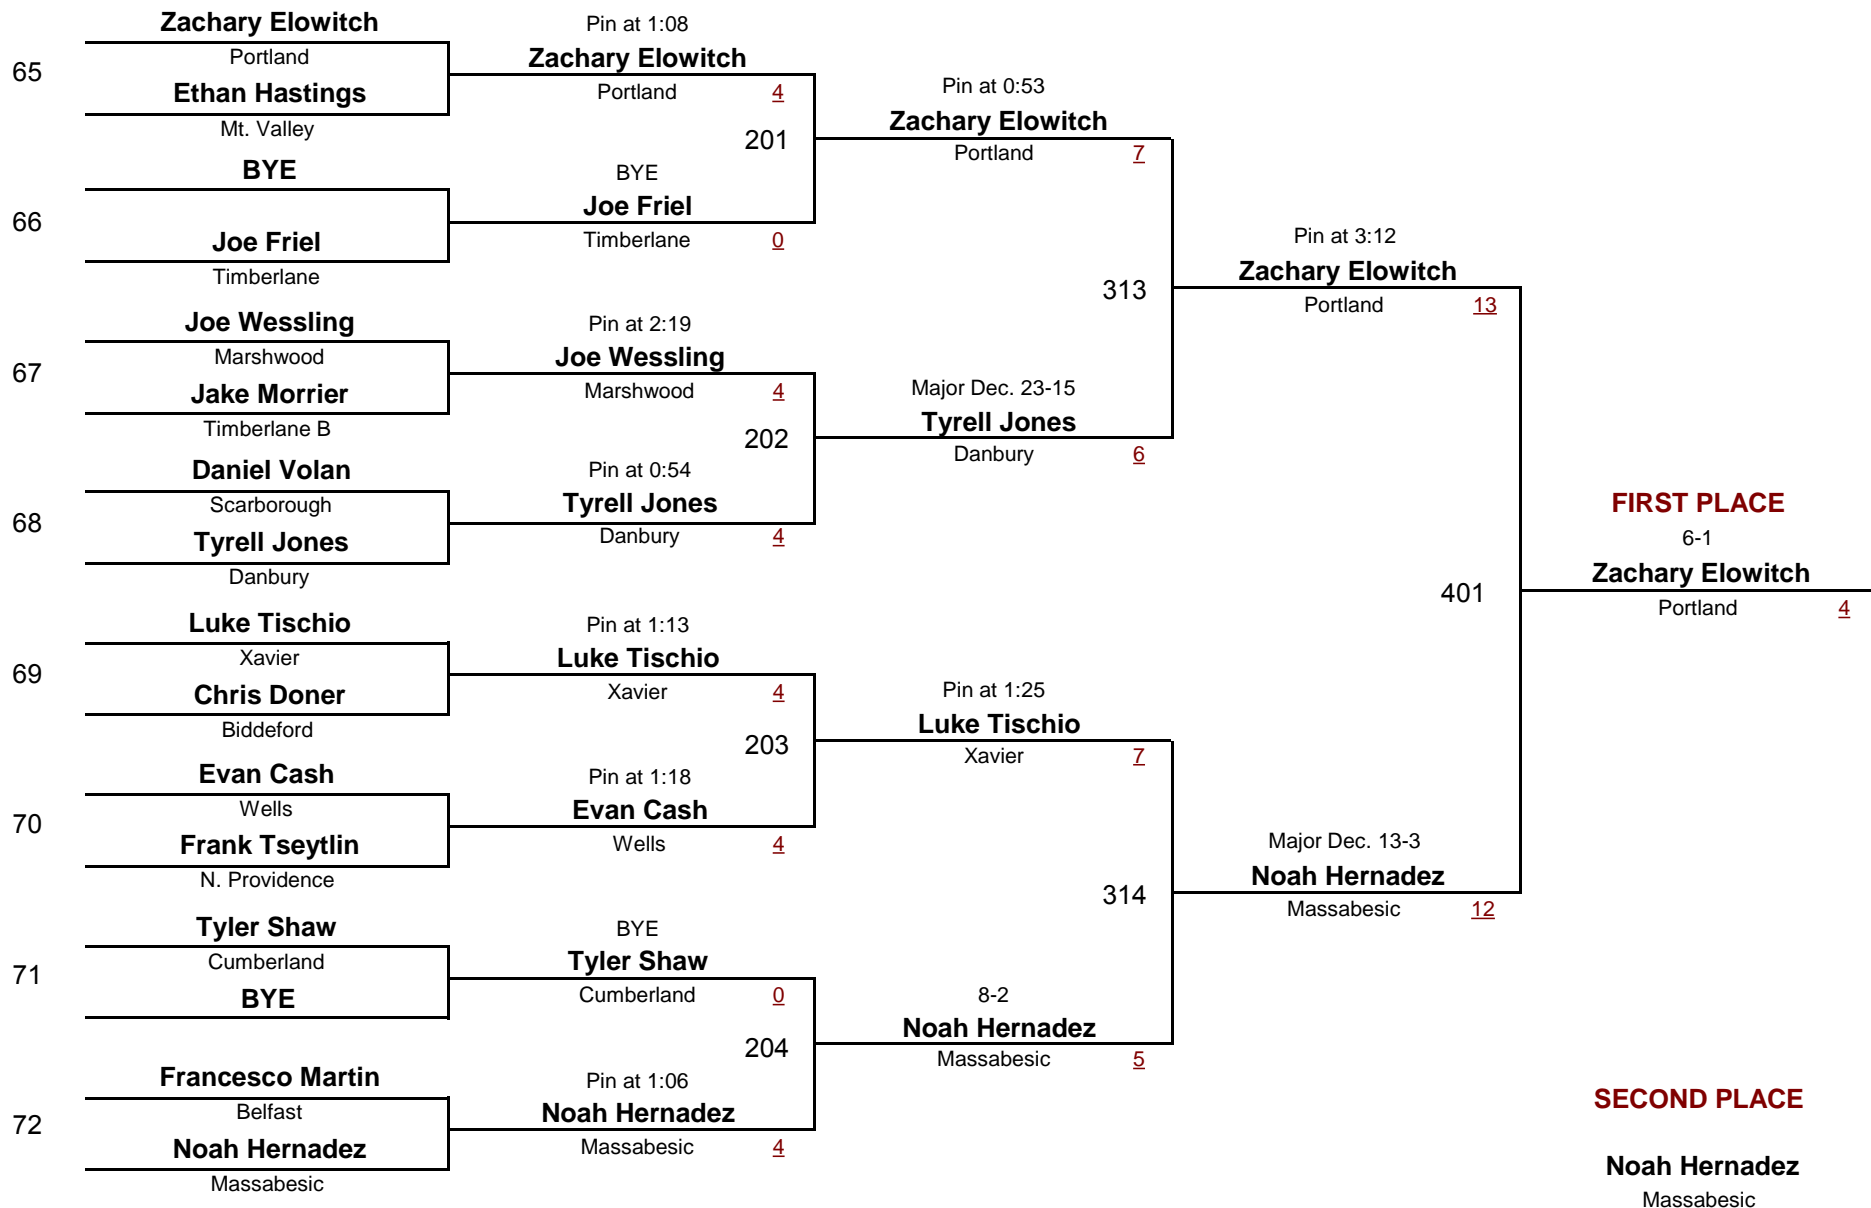 Zachary Elowitch
Portland
65
Ethan Hastings
Mt. Valley
BYE
66
Joe Friel
Timberlane
Joe Wessling
Marshwood
67
Jake Morrier
Timberlane B
Daniel Volan
Scarborough
68
Tyrell Jones
Danbury
Luke Tischio
Xavier
69
Chris Doner
Biddeford
Evan Cash
Wells
70
Frank Tseytlin
N. Providence
Tyler Shaw
Cumberland
71
BYE
Francesco Martin
Belfast
72
Noah Hernadez
Massabesic
Pin at 1:08
Zachary Elowitch
Portland 4
201
BYE
Joe Friel
Timberlane 0
Pin at 2:19
Joe Wessling
Marshwood 4
202
Pin at 0:54
Tyrell Jones
Danbury 4
Pin at 1:13
Luke Tischio
Xavier 4
203
Pin at 1:18
Evan Cash
Wells 4
BYE
Tyler Shaw
Cumberland 0
204
Pin at 1:06
Noah Hernadez
Massabesic 4
Pin at 0:53
Zachary Elowitch
Portland 7
313
Major Dec. 23-15
Tyrell Jones
Danbury 6
Pin at 1:25
Luke Tischio
Xavier 7
314
8-2
Noah Hernadez
Massabesic 5
Pin at 3:12
Zachary Elowitch
Portland 13
401
Major Dec. 13-3
Noah Hernadez
Massabesic 12
FIRST PLACE
6-1
Zachary Elowitch
Portland 4
SECOND PLACE
Noah Hernadez
Massabesic